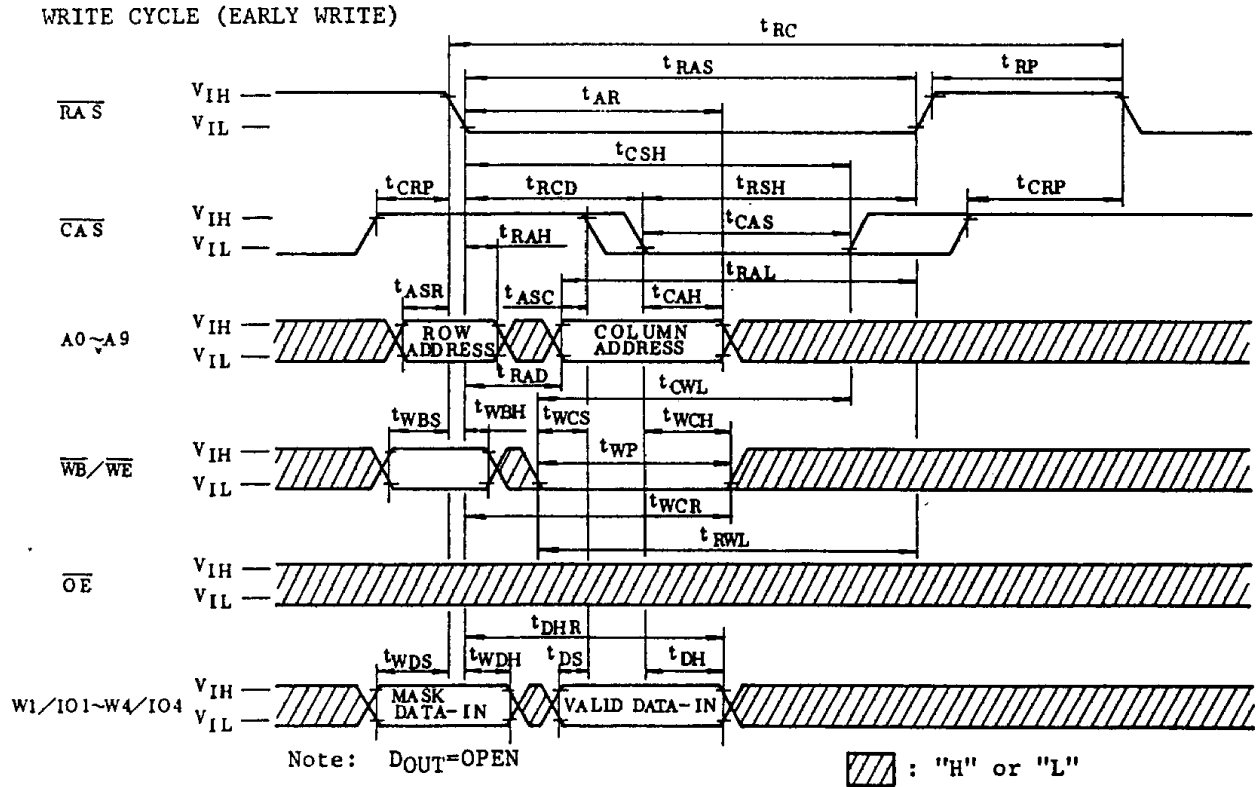 WRITE CYCLE (EARLY WRITE)
tRC
tRAS
tRP
tAR
RAS
VIH
VIL
tCSH
tCRP
tRCD
tRSH
tCRP
CAS
VIH
VIL
tCAS
tRAH
tRAL
tASR
tASC
tCAH
A0~A9
VIH
VIL
ROW ADDRESS
COLUMN ADDRESS
tRAD
tCWL
tWBS
tWBH
tWCS
tWCH
WB/WE
VIH
VIL
tWP
tWCR
tRWL
OE
VIH
VIL
tDHR
tWDS
tWDH
tDS
tDH
W1/IO1~W4/IO4
VIH
VIL
MASK DATA-IN
VALID DATA-IN
Note: DOUT=OPEN
: "H" or "L"